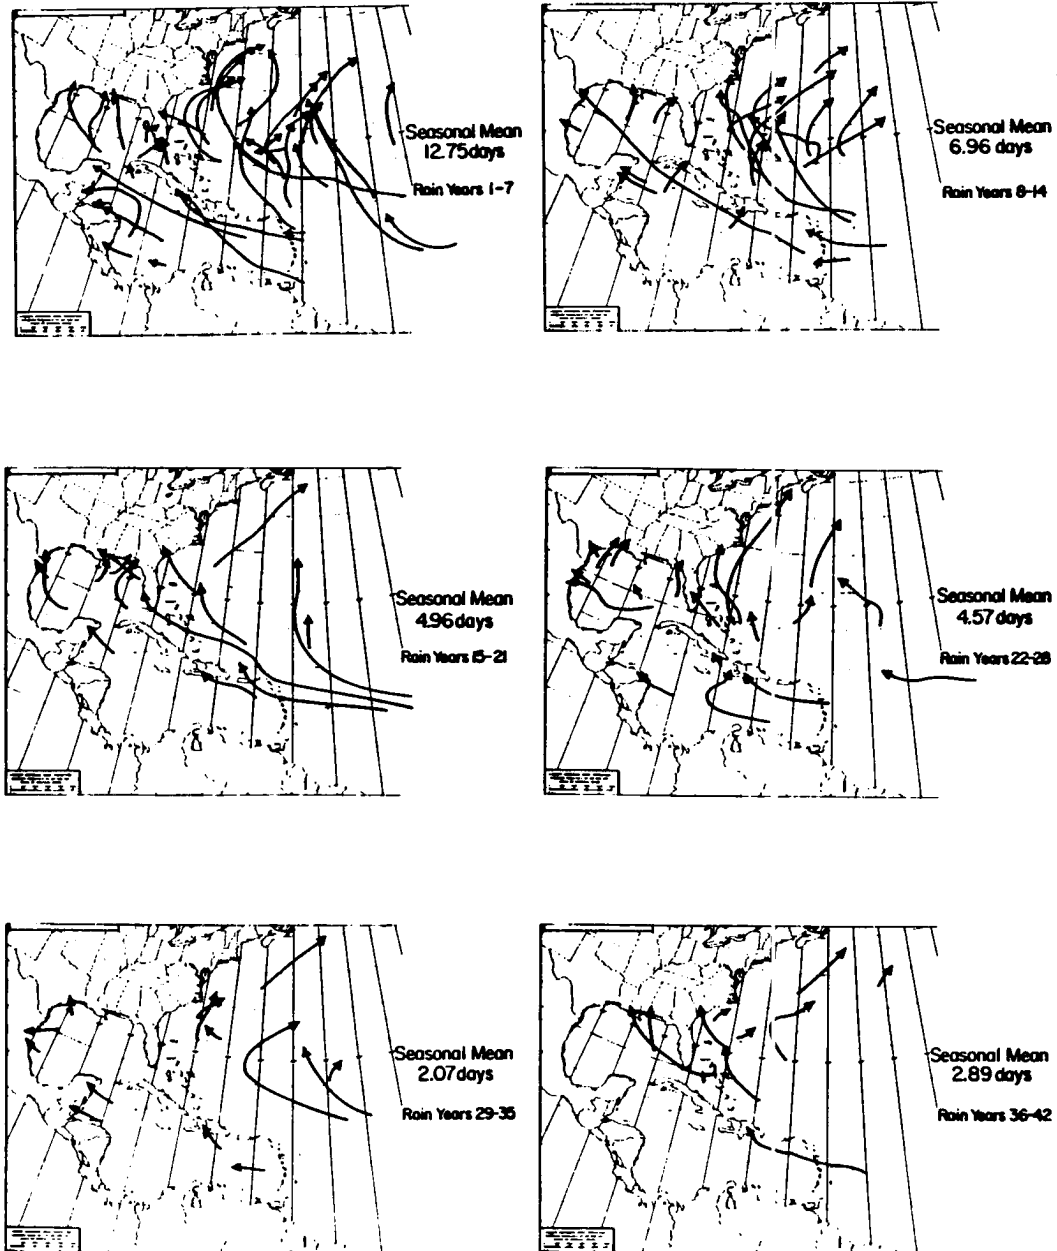 Seasonal Mean
12.75 days
Rain Years 1-7
Seasonal Mean
6.96 days
Rain Years 8-14
Seasonal Mean
4.96 days
Rain Years 15-21
Seasonal Mean
4.57 days
Rain Years 22-28
Seasonal Mean
2.07 days
Rain Years 29-35
Seasonal Mean
2.89 days
Rain Years 36-42